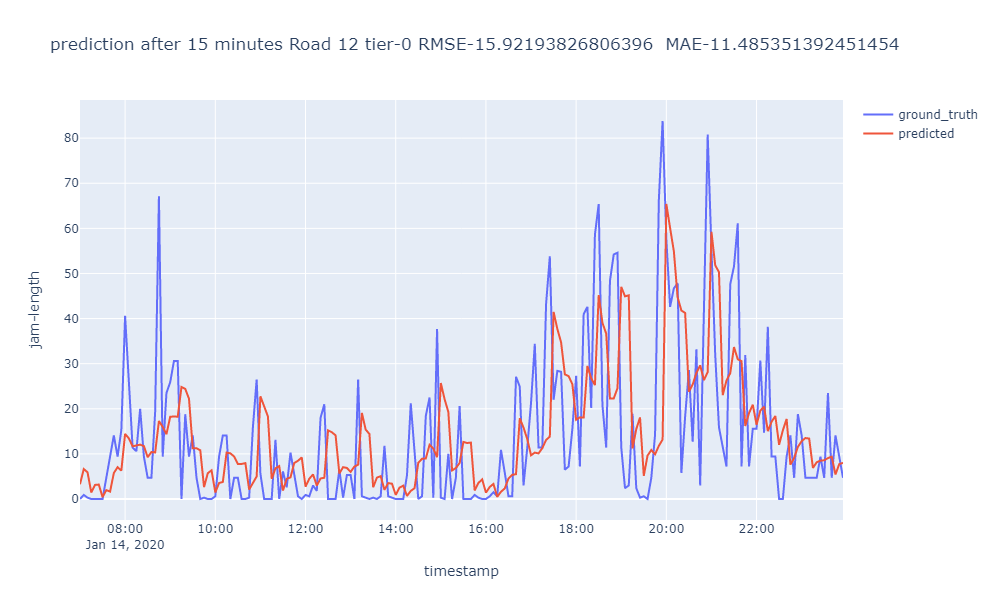 prediction after 15 minutes Road 12 tier-0 RMSE-15.92193826806396  MAE-11.485351392451454
ground_truth
predicted
80
70
60
50
40
30
20
10
0
jam-length
08:00 10:00 12:00 14:00 16:00 18:00 20:00 22:00
Jan 14, 2020
timestamp